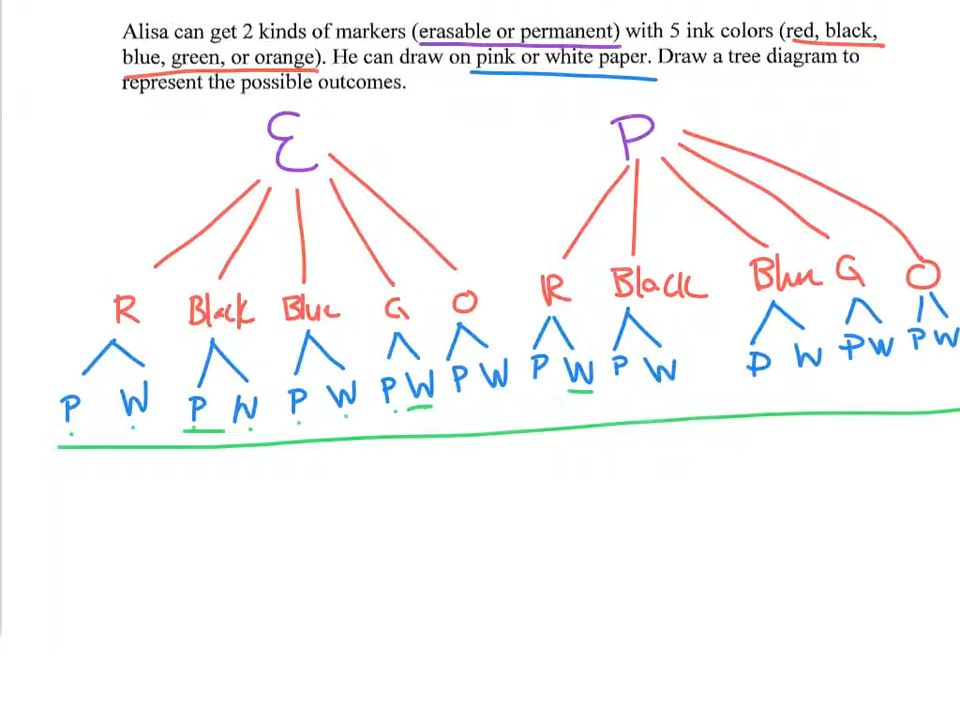 Alisa can get 2 kinds of markers (erasable or permanent) with 5 ink colors (red, black,
blue, green, or orange). He can draw on pink or white paper. Draw a tree diagram to
represent the possible outcomes.
E P
R Black Blue G O R Black Blue G O
P W P W P W P W P W P W P W P W P W P W